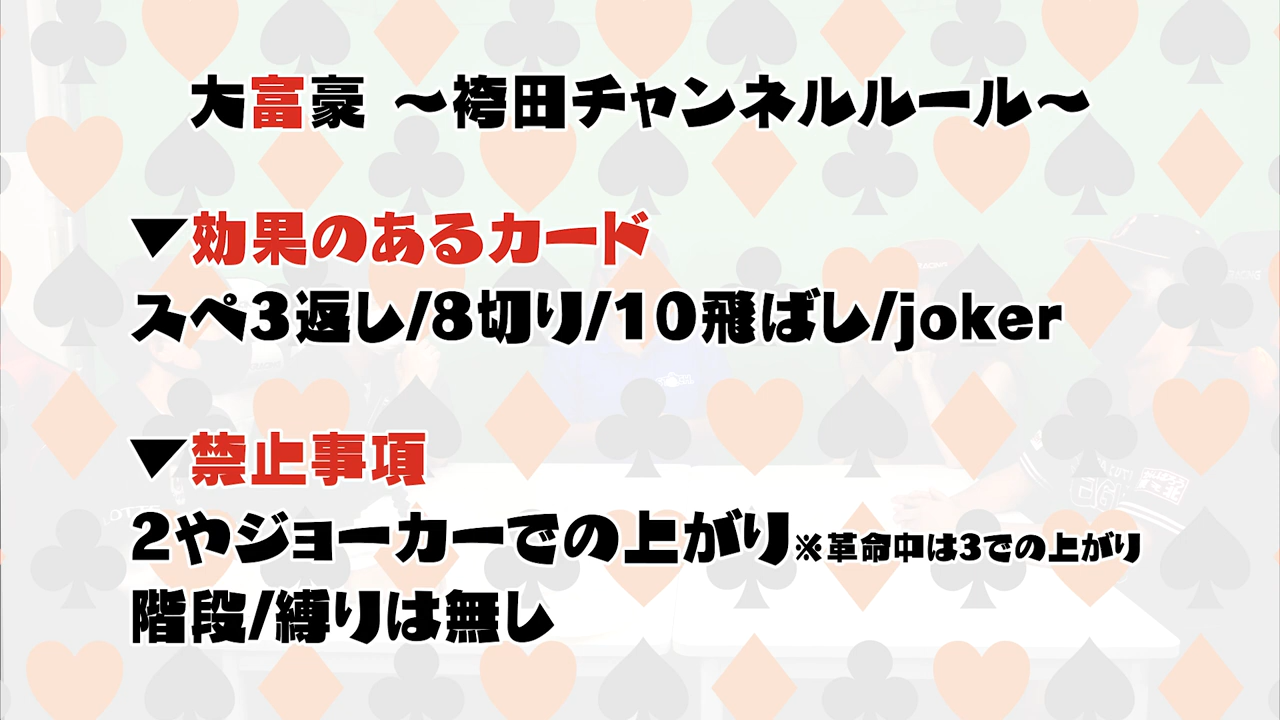 大富豪 ～袴田チャンネルルール～
▼効果のあるカード
スペ3返し/8切り/10飛ばし/joker
▼禁止事項
2やジョーカーでの上がり※革命中は3での上がり
階段/縛りは無し